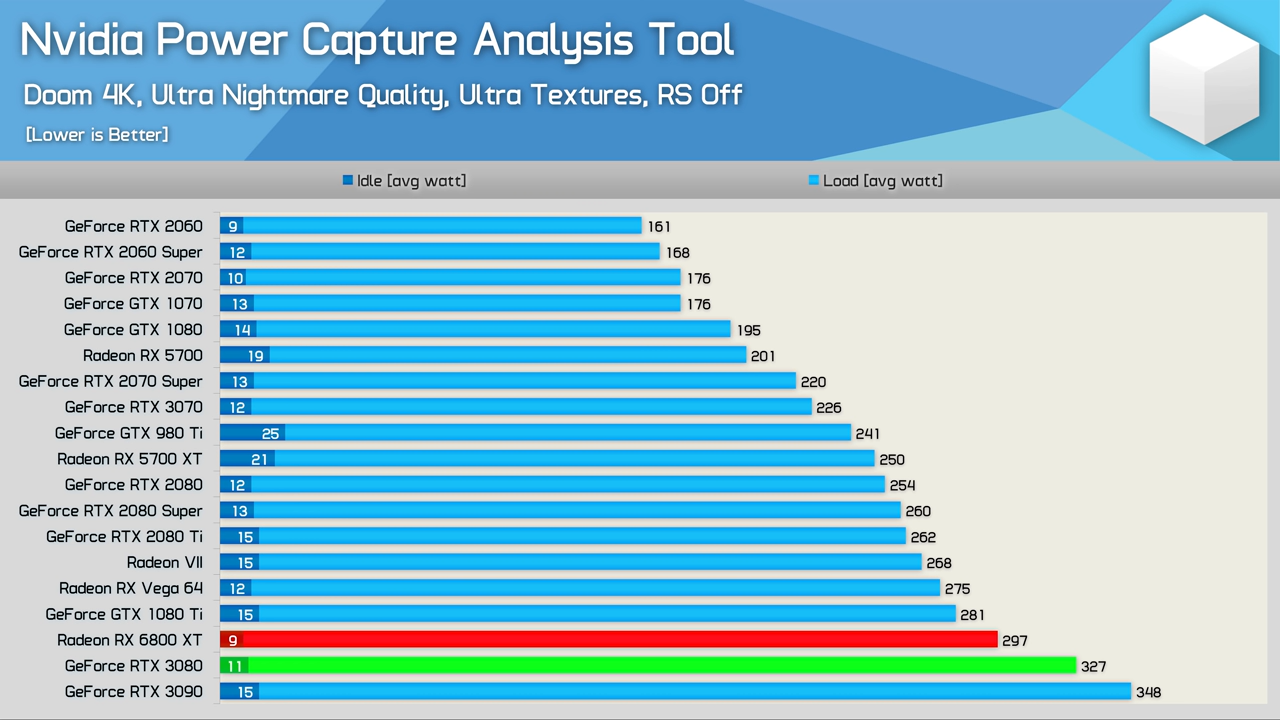 Nvidia Power Capture Analysis Tool
Doom 4K, Ultra Nightmare Quality, Ultra Textures, RS Off
[Lower is Better]
Idle [avg watt] Load [avg watt]
GeForce RTX 2060 9 161
GeForce RTX 2060 Super 12 168
GeForce RTX 2070 10 176
GeForce GTX 1070 13 176
GeForce GTX 1080 14 195
Radeon RX 5700 19 201
GeForce RTX 2070 Super 13 220
GeForce RTX 3070 12 226
GeForce GTX 980 Ti 25 241
Radeon RX 5700 XT 21 250
GeForce RTX 2080 12 254
GeForce RTX 2080 Super 13 260
GeForce RTX 2080 Ti 15 262
Radeon VII 15 268
Radeon RX Vega 64 12 275
GeForce GTX 1080 Ti 15 281
Radeon RX 6800 XT 9 297
GeForce RTX 3080 11 327
GeForce RTX 3090 15 348